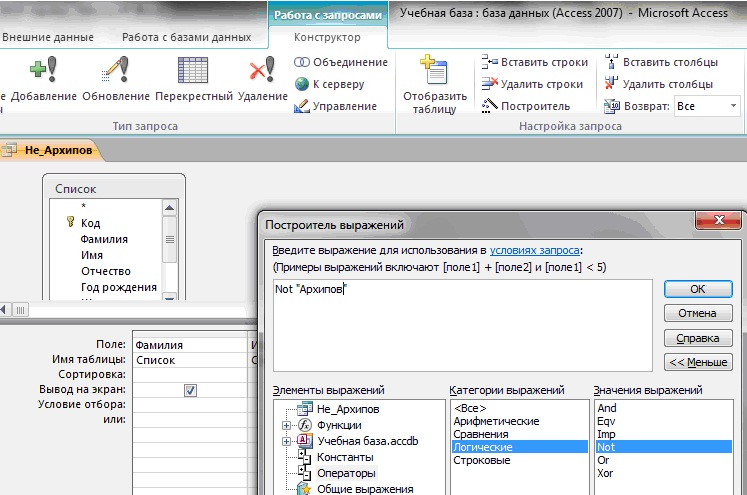 Работа с запросами Учебная база : база данных (Access 2007) - Microsoft Access
Внешние данные Работа с базами данных Конструктор
Добавление Обновление Перекрестный Удаление
Объединение
К серверу
Управление
Отобразить таблицу
Вставить строки
Удалить строки
Построитель
Вставить столбцы
Удалить столбцы
Возврат: Все
Тип запроса Настройка запроса
Не_Архипов
Список
*
Код
Фамилия
Имя
Отчество
Год рождения
Поле: Фамилия
Имя таблицы: Список
Сортировка:
Вывод на экран:
Условие отбора:
или:
Построитель выражений
Введите выражение для использования в условиях запроса:
(Примеры выражений включают [поле1] + [поле2] и [поле1] < 5)
Not "Архипов"
ОК
Отмена
Справка
<< Меньше
Элементы выражений
Не_Архипов
Функции
Учебная база.accdb
Константы
Операторы
Общие выражения
Категории выражений
<Все>
Арифметические
Сравнения
Логические
Строковые
Значения выражений
And
Eqv
Imp
Not
Or
Xor